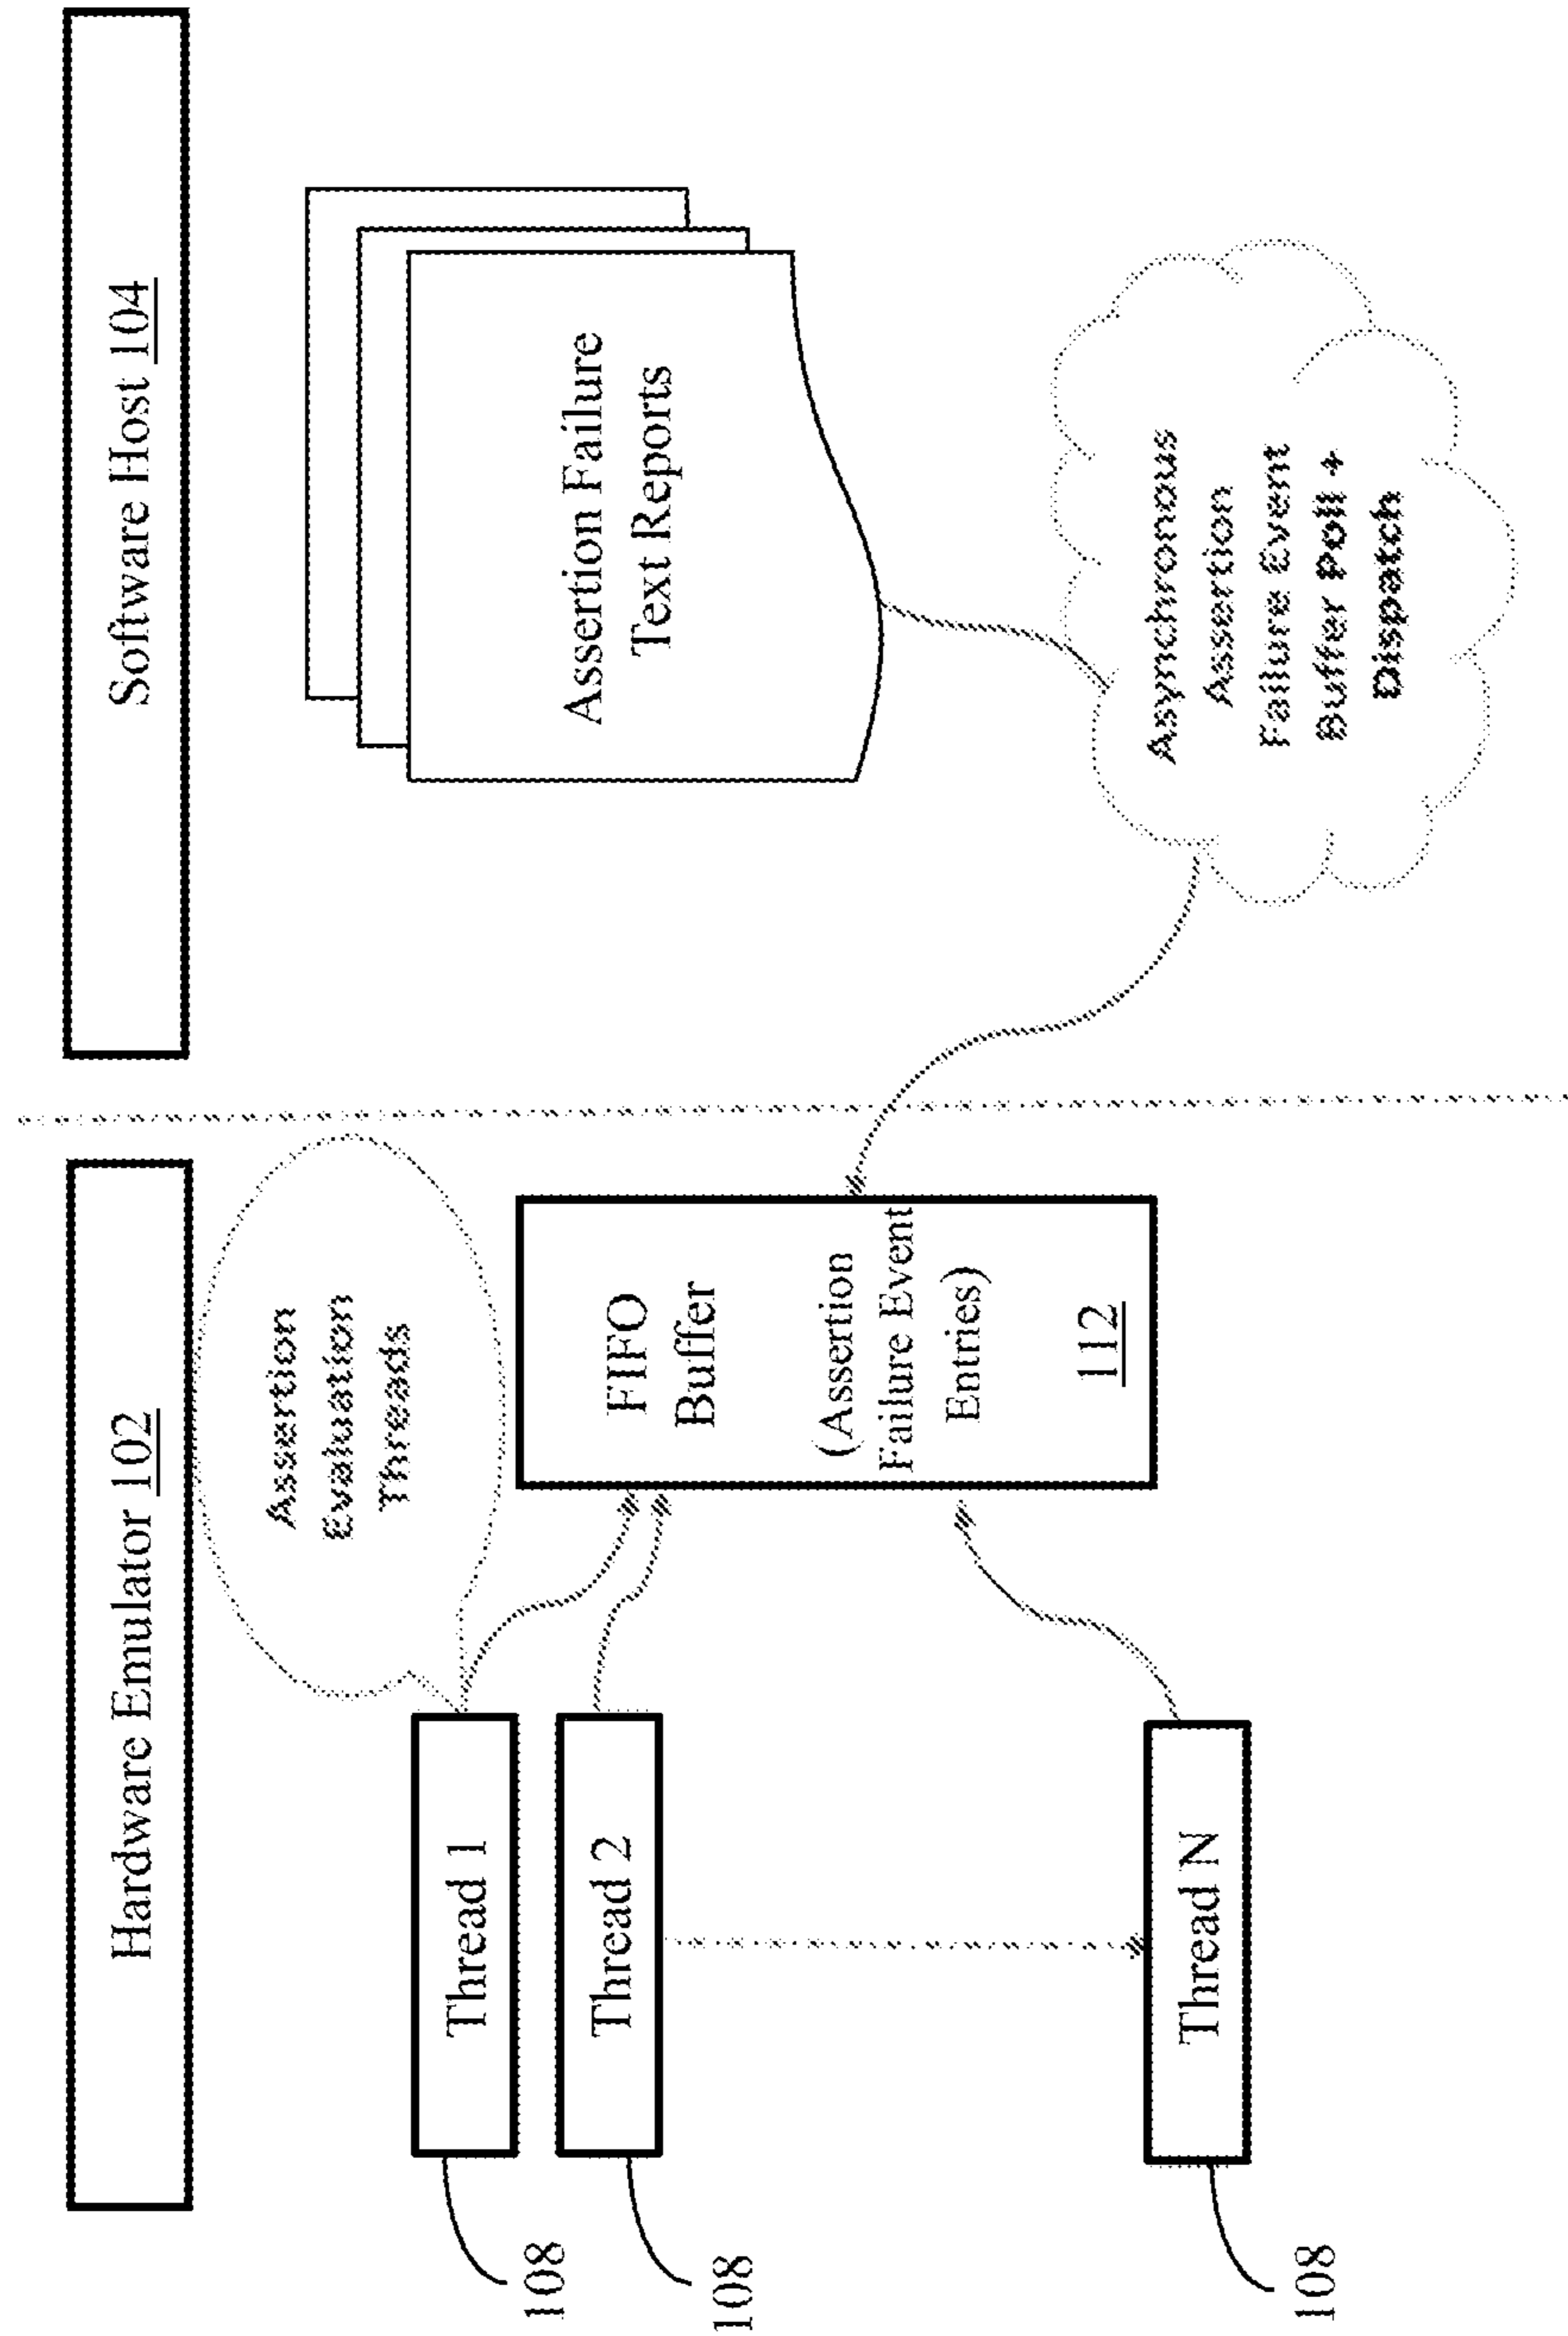 Hardware Emulator 102
Software Host 104
Assertion
Evaluation
Threads
Thread 1
108
Thread 2
108
Thread N
108
FIFO
Buffer
(Assertion
Failure Event
Entries)
112
Assertion Failure
Text Reports
Asynchronous
Assertion
Failure Event
Buffer Poll +
Dispatch